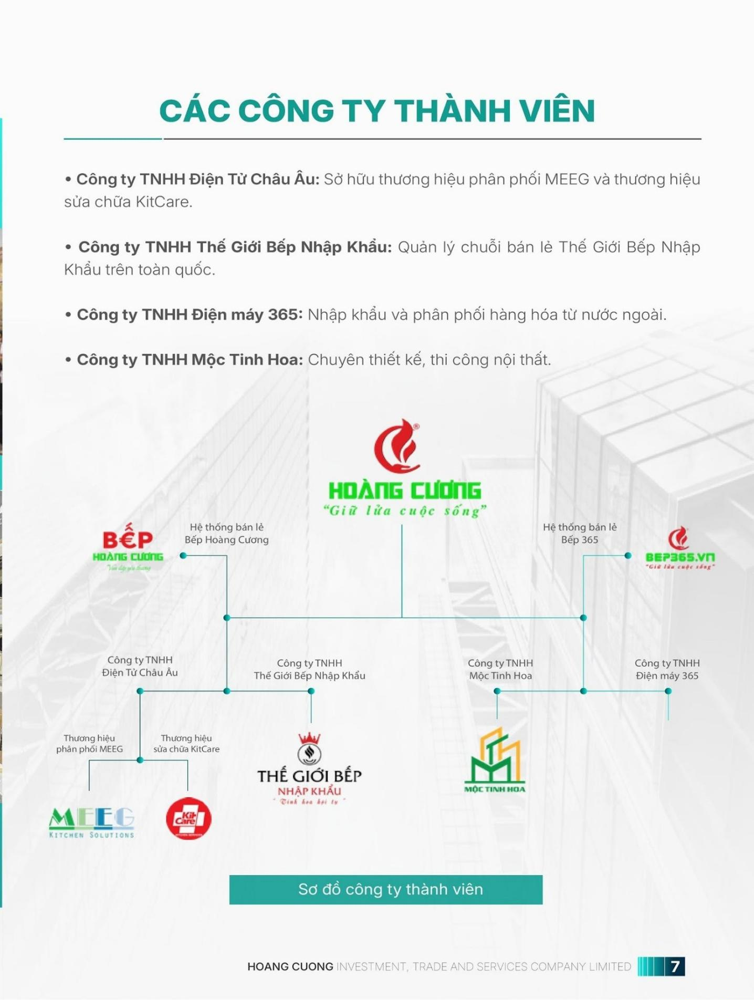 CÁC CÔNG TY THÀNH VIÊN
• Công ty TNHH Điện Tử Châu Âu: Sở hữu thương hiệu phân phối MEEG và thương hiệu
sửa chữa KitCare.
• Công ty TNHH Thế Giới Bếp Nhập Khẩu: Quản lý chuỗi bán lẻ Thế Giới Bếp Nhập
Khẩu trên toàn quốc.
• Công ty TNHH Điện máy 365: Nhập khẩu và phân phối hàng hóa từ nước ngoài.
• Công ty TNHH Mộc Tinh Hoa: Chuyên thiết kế, thi công nội thất.
®
HOÀNG CƯƠNG
“Giữ lửa cuộc sống”
BẾP
HOÀNG CƯƠNG
Hệ thống bán lẻ
Bếp Hoàng Cương
Hệ thống bán lẻ
Bếp 365
BEP365.VN
"Giữ lửa cuộc sống"
Công ty TNHH
Điện Tử Châu Âu
Công ty TNHH
Thế Giới Bếp Nhập Khẩu
Công ty TNHH
Mộc Tinh Hoa
Công ty TNHH
Điện máy 365
Thương hiệu
phân phối MEEG
Thương hiệu
sửa chữa KitCare
MEEG
KITCHEN SOLUTIONS
Kit
Care
KITCHEN SERVICES
THẾ GIỚI BẾP
NHẬP KHẨU
" Tinh hoa hội tụ "
MỘC TINH HOA
Sơ đồ công ty thành viên
HOANG CUONG INVESTMENT, TRADE AND SERVICES COMPANY LIMITED 7